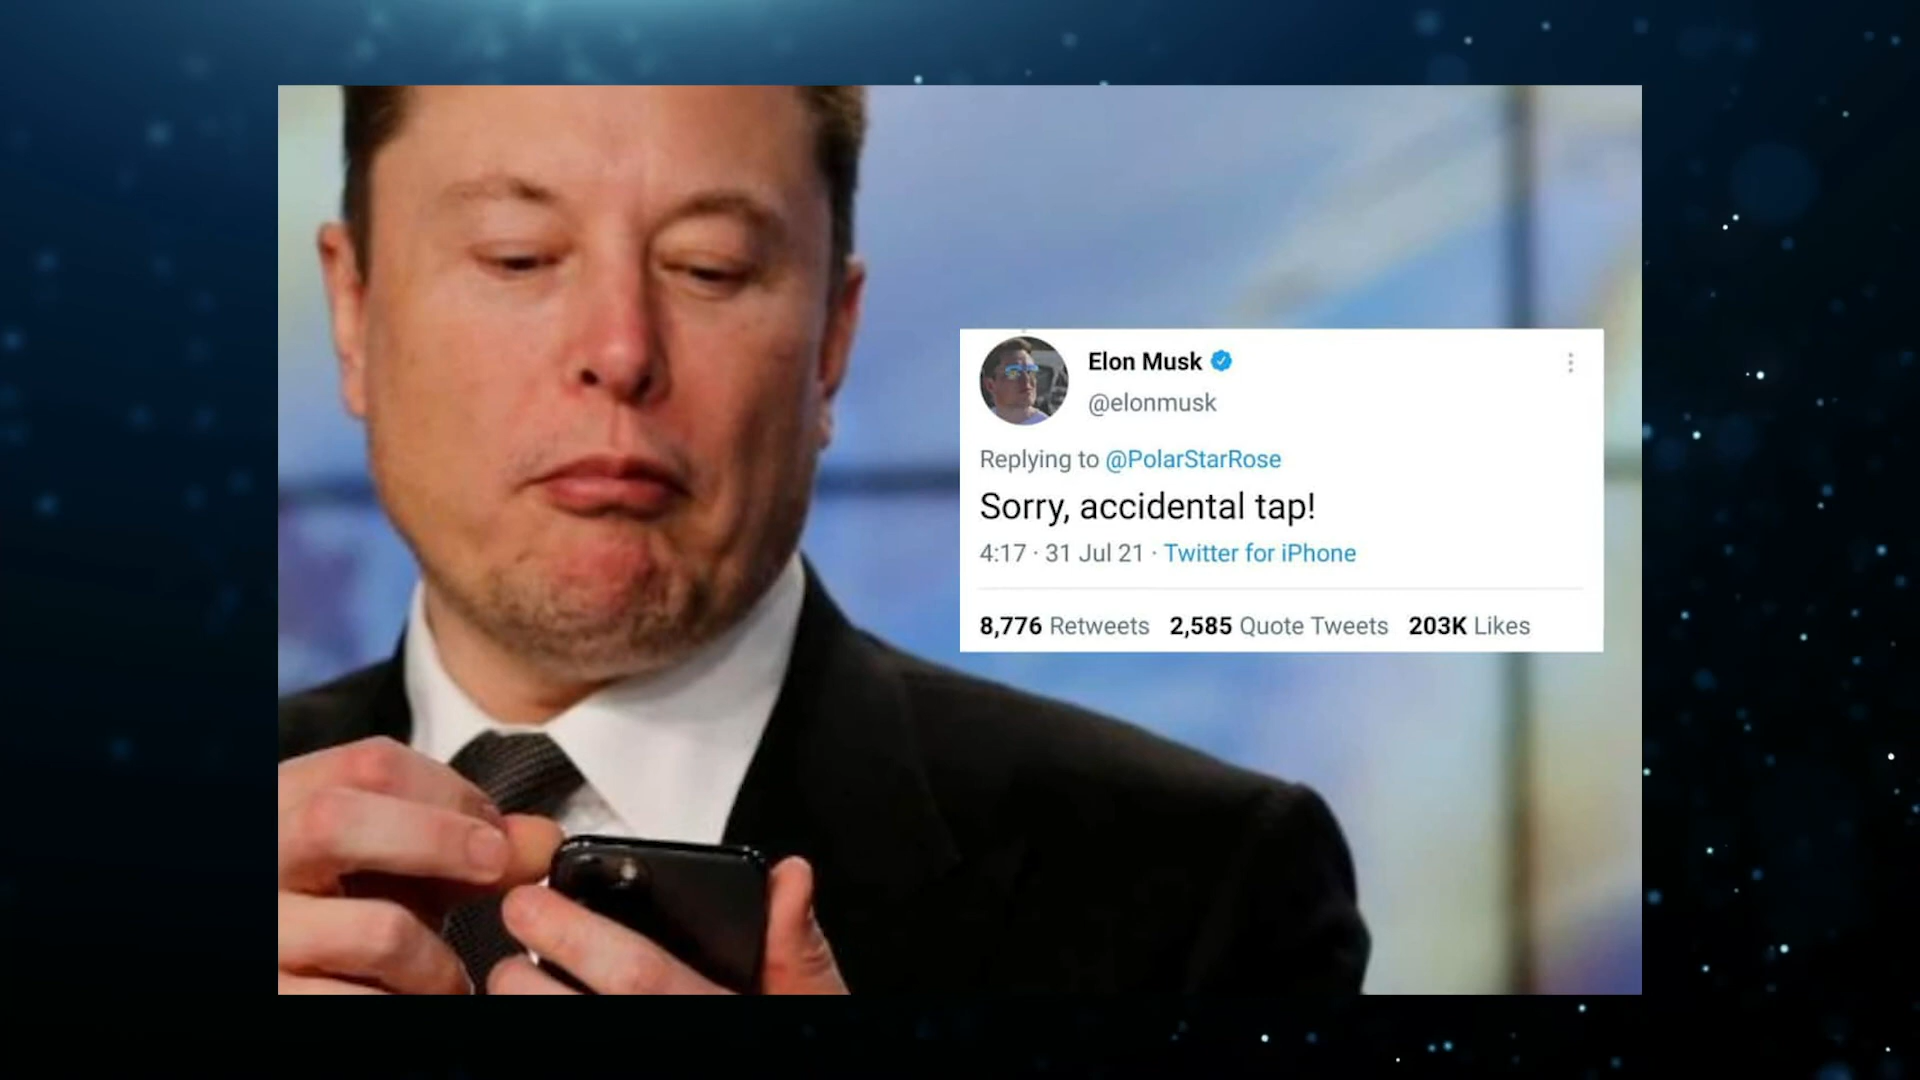 Elon Musk
@elonmusk
Replying to @PolarStarRose
Sorry, accidental tap!
4:17 · 31 Jul 21 · Twitter for iPhone
8,776 Retweets 2,585 Quote Tweets 203K Likes